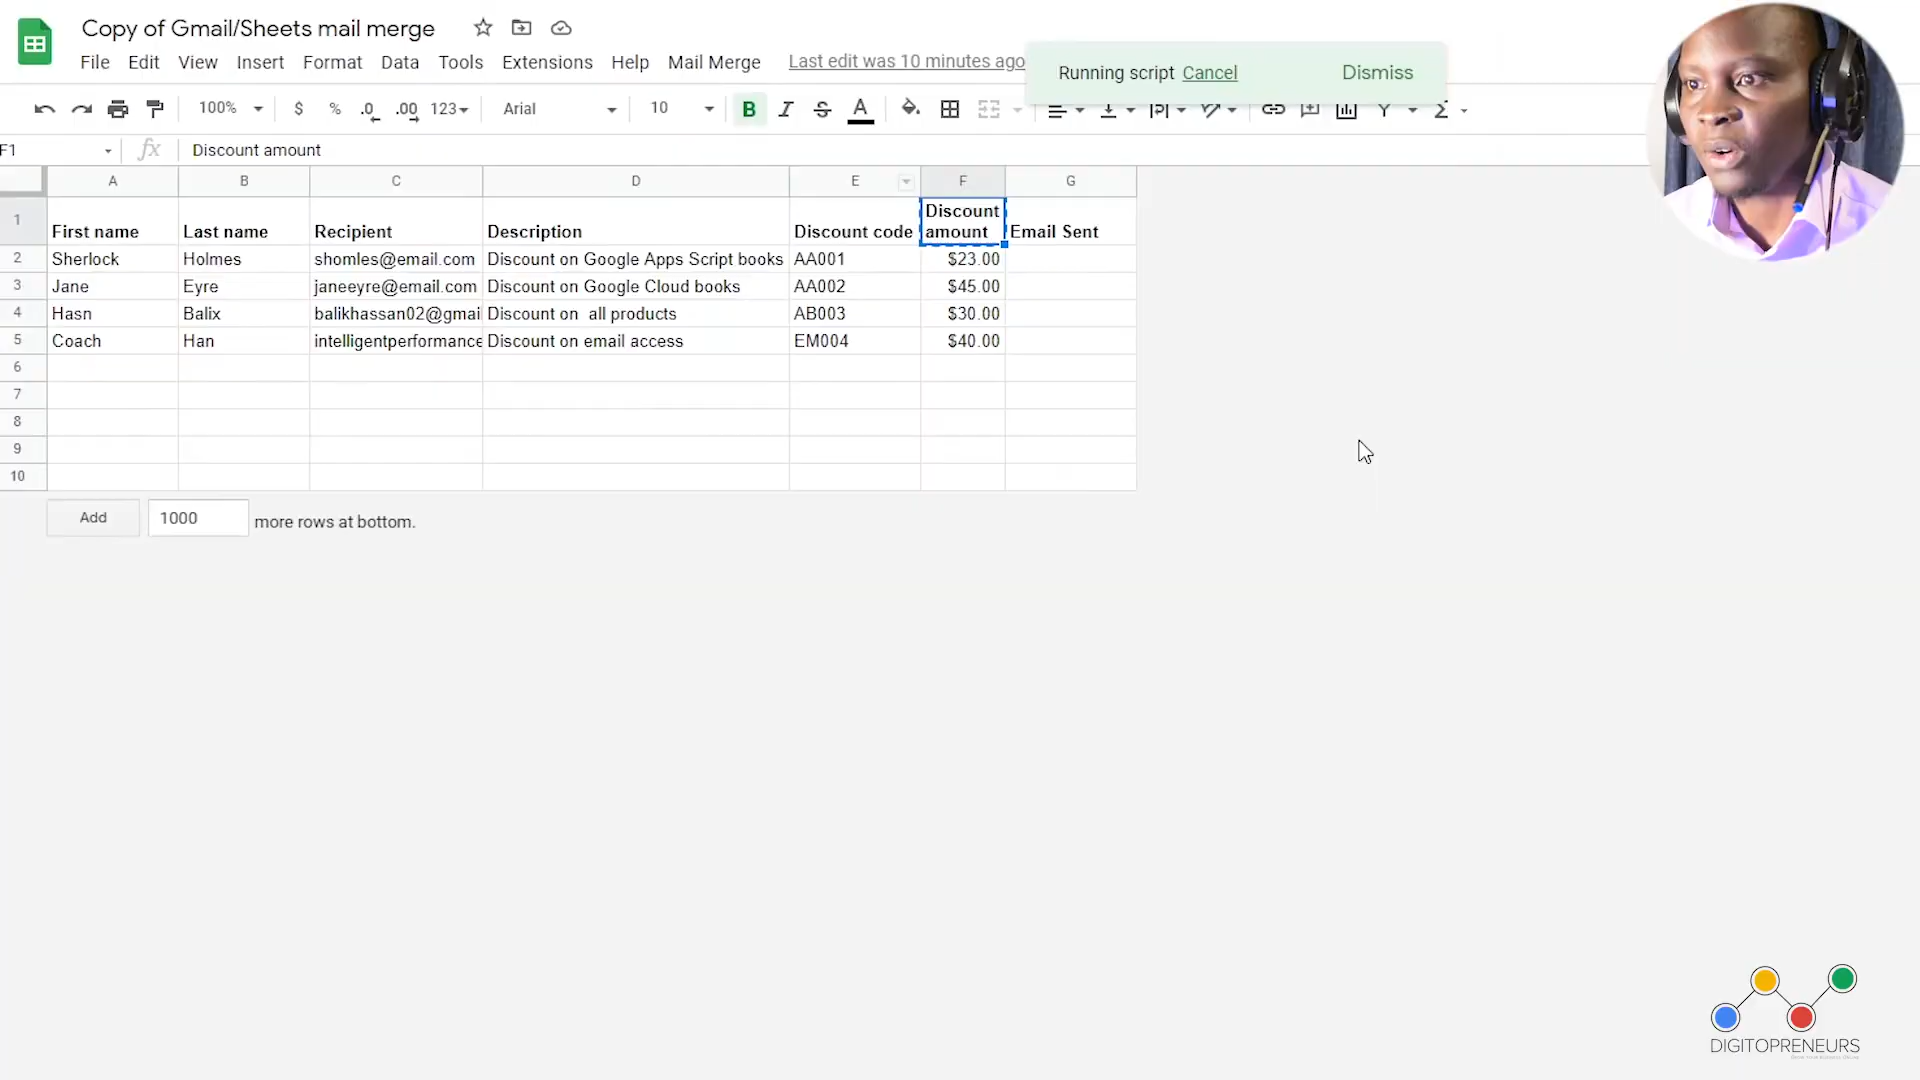 Copy of Gmail/Sheets mail merge
File Edit View Insert Format Data Tools Extensions Help Mail Merge Last edit was 10 minutes ago
Running script Cancel Dismiss
100% $ % .0 .00 123 Arial 10 B I S A
F1 fx Discount amount
A B C D E F G
1 First name Last name Recipient Description Discount code Discount amount Email Sent
2 Sherlock Holmes shomles@email.com Discount on Google Apps Script books AA001 $23.00
3 Jane Eyre janeeyre@email.com Discount on Google Cloud books AA002 $45.00
4 Hasn Balix balikhassan02@gmai Discount on  all products AB003 $30.00
5 Coach Han intelligentperformance Discount on email access EM004 $40.00
6
7
8
9
10
Add 1000 more rows at bottom.
DIGITOPRENEURS